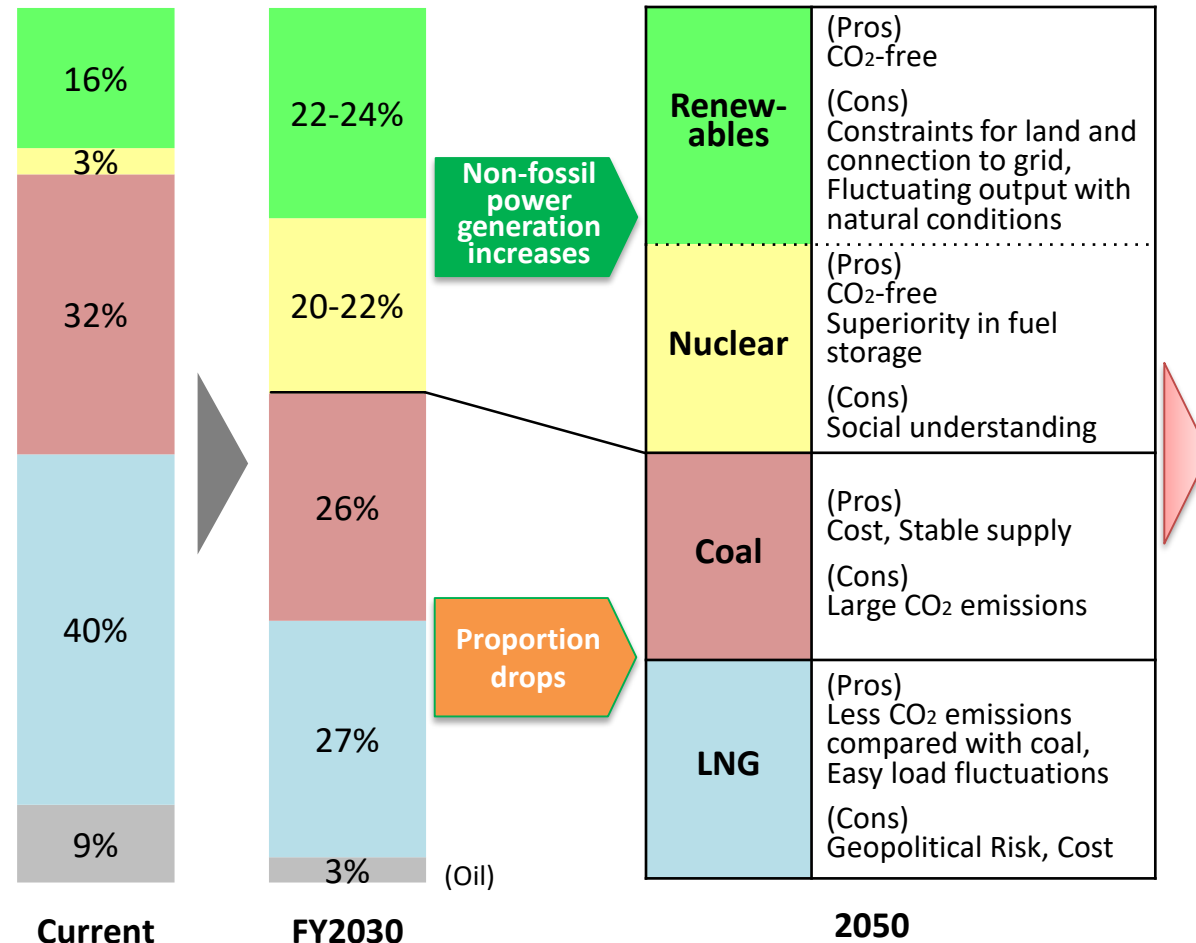 16%
3%
32%
40%
9%
Current
22-24%
20-22%
26%
27%
3%
(Oil)
FY2030
Non-fossil
power
generation
increases
Proportion
drops
Renew-
ables
(Pros)
CO2-free
(Cons)
Constraints for land and
connection to grid,
Fluctuating output with
natural conditions
Nuclear
(Pros)
CO2-free
Superiority in fuel
storage
(Cons)
Social understanding
Coal
(Pros)
Cost, Stable supply
(Cons)
Large CO2 emissions
LNG
(Pros)
Less CO2 emissions
compared with coal,
Easy load fluctuations
(Cons)
Geopolitical Risk, Cost
2050